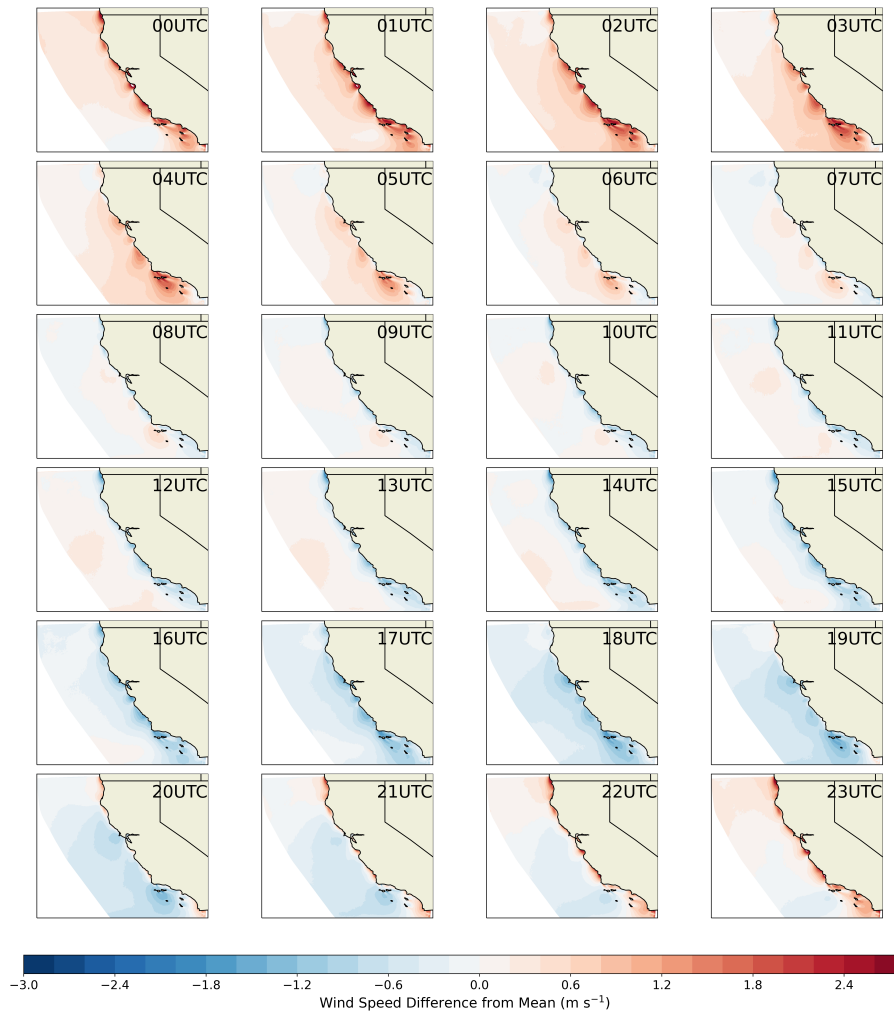 00UTC 01UTC 02UTC 03UTC
04UTC 05UTC 06UTC 07UTC
08UTC 09UTC 10UTC 11UTC
12UTC 13UTC 14UTC 15UTC
16UTC 17UTC 18UTC 19UTC
20UTC 21UTC 22UTC 23UTC
−3.0 −2.4 −1.8 −1.2 −0.6 0.0 0.6 1.2 1.8 2.4
Wind Speed Difference from Mean (m s⁻¹)